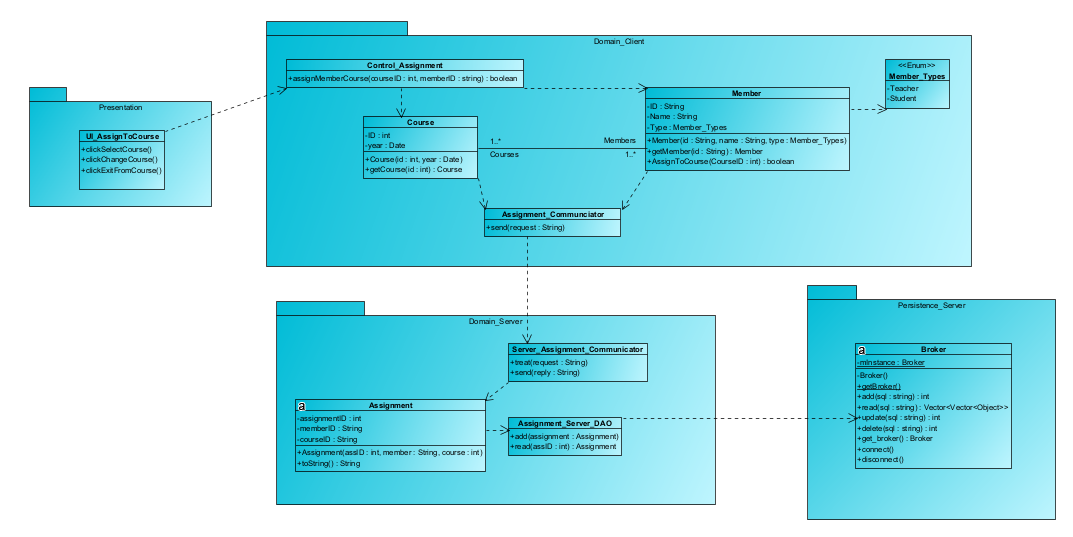 Domain_Client
Control_Assignment
+assignMemberCourse(courseID : int, memberID : string) : boolean
<<Enum>>
Member_Types
-Teacher
-Student
Presentation
UI_AssignToCourse
+clickSelectCourse()
+clickChangeCourse()
+clickExitFromCourse()
Course
-ID : int
-year : Date
+Course(id : int, year : Date)
+getCourse(id : int) : Course
1..*
Courses
Members
1..*
Member
-ID : String
-Name : String
-Type : Member_Types
+Member(id : String, name : String, type : Member_Types)
+getMember(id : String) : Member
+AssignToCourse(CourseID : int) : boolean
Assignment_Communciator
+send(request : String)
Domain_Server
Server_Assignment_Communicator
+treat(request : String)
+send(reply : String)
a
Assignment
-assignmentID : int
-memberID : String
-courseID : String
+Assignment(assID : int, member : String, course : int)
+toString() : String
Assignment_Server_DAO
+add(assignment : Assignment)
+read(assID : int) : Assignment
Persistence_Server
a
Broker
-mInstance : Broker
-Broker()
+getBroker()
+add(sql : string) : int
+read(sql : string) : Vector<Vector<Object>>
+update(sql : string) : int
+delete(sql : string) : int
+get_broker() : Broker
+connect()
+disconnect()